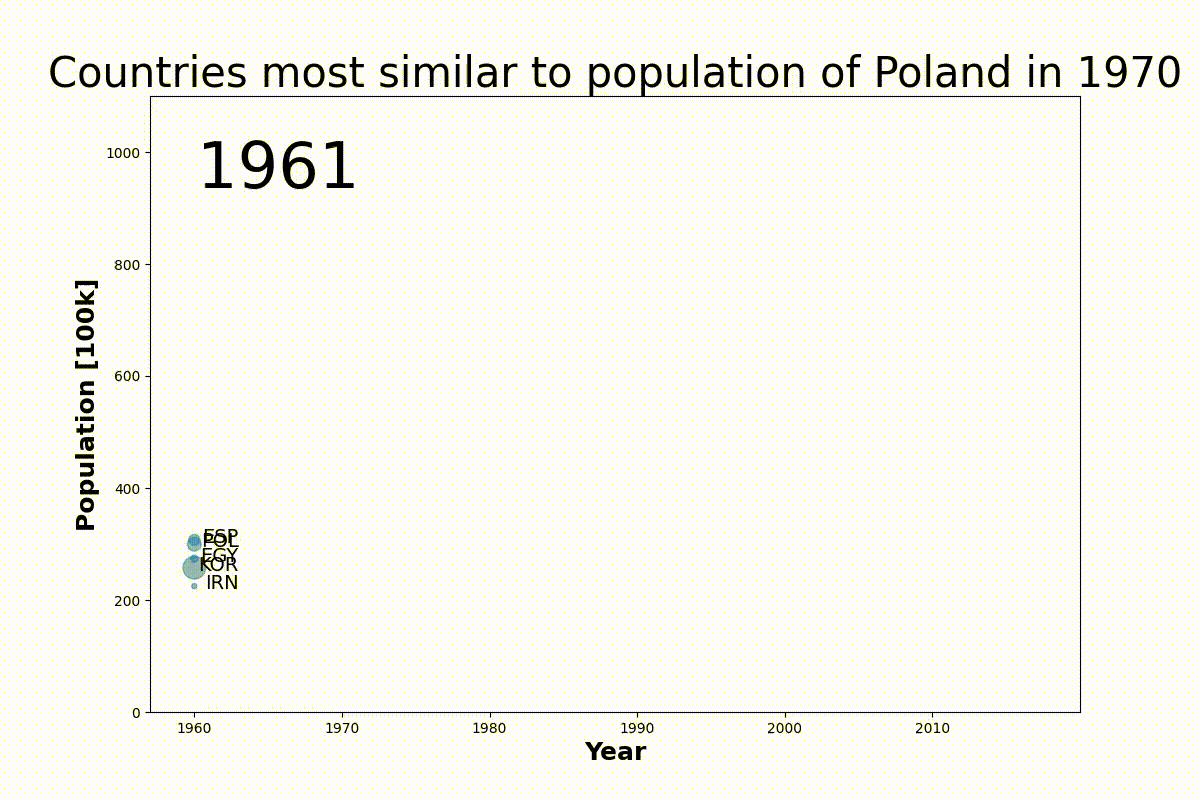 Countries most similar to population of Poland in 1970
1961
1000
800
600
400
200
0
Population [100k]
ESP
POL
EGY
KOR
IRN
1960 1970 1980 1990 2000 2010
Year